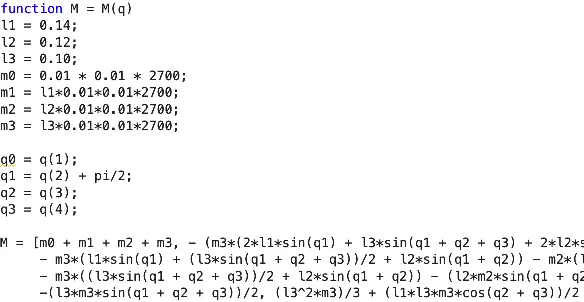 function M = M(q)
l1 = 0.14;
l2 = 0.12;
l3 = 0.10;
m0 = 0.01 * 0.01 * 2700;
m1 = l1*0.01*0.01*2700;
m2 = l2*0.01*0.01*2700;
m3 = l3*0.01*0.01*2700;
q0 = q(1);
q1 = q(2) + pi/2;
q2 = q(3);
q3 = q(4);
M = [m0 + m1 + m2 + m3, - (m3*(2*l1*sin(q1) + l3*sin(q1 + q2 + q3) + 2*l2*s
- m3*(l1*sin(q1) + (l3*sin(q1 + q2 + q3))/2 + l2*sin(q1 + q2)) - m2*(l
- m3*((l3*sin(q1 + q2 + q3))/2 + l2*sin(q1 + q2)) - (l2*m2*sin(q1 + q2
-(l3*m3*sin(q1 + q2 + q3))/2, (l3^2*m3)/3 + (l1*l3*m3*cos(q2 + q3))/2